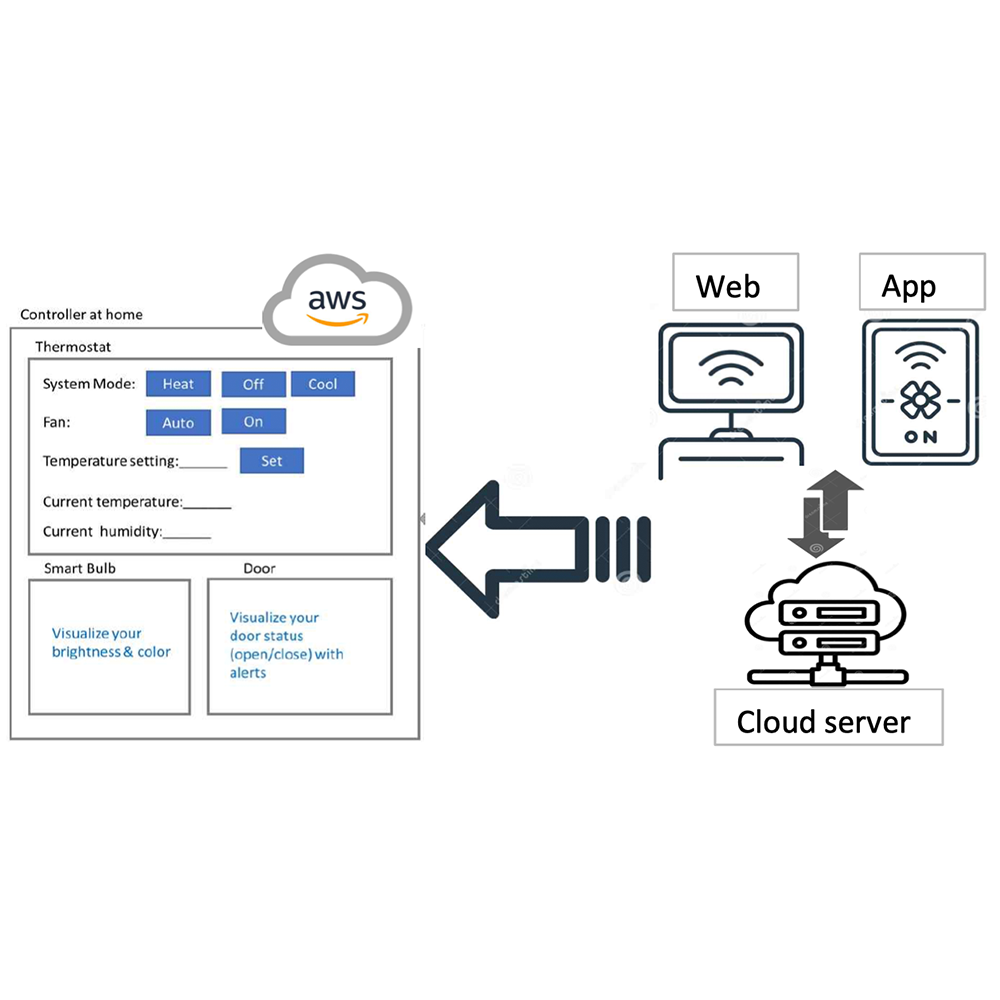 Web
App
aws
Controller at home
Thermostat
System Mode: Heat Off Cool
Fan: Auto On
Temperature setting:______ Set
Current temperature:______
Current humidity:______
ON
Smart Bulb
Door
Visualize your
brightness & color
Visualize your
door status
(open/close) with
alerts
Cloud server